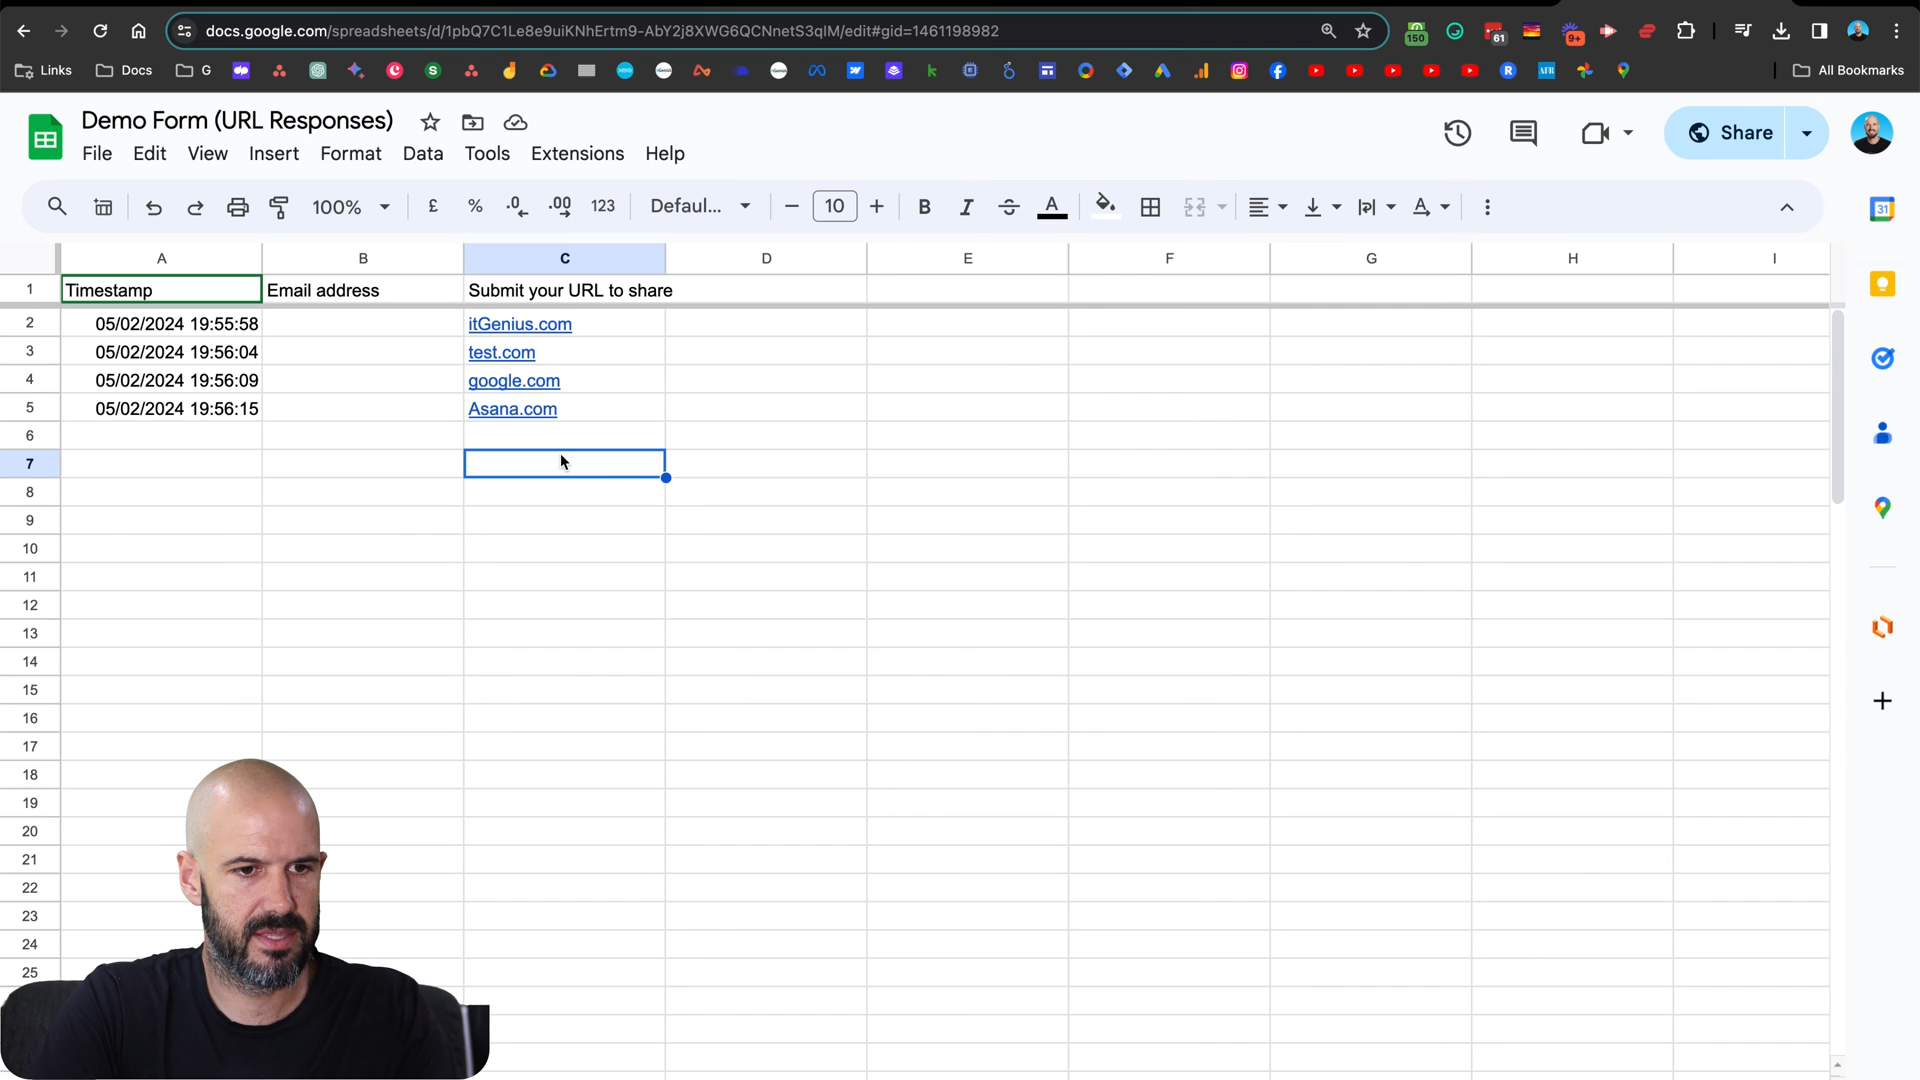 docs.google.com/spreadsheets/d/1pbQ7C1Le8e9uiKNhErtm9-AbY2j8XWG6QCNnetS3qlM/edit#gid=1461198982
150
61
9+
Links
Docs
G
All Bookmarks
Demo Form (URL Responses)
File Edit View Insert Format Data Tools Extensions Help
Share
100% £ % .0 .00 123 Defaul... 10 B I A
31
A B C D E F G H I
1 Timestamp Email address Submit your URL to share
2 05/02/2024 19:55:58 itGenius.com
3 05/02/2024 19:56:04 test.com
4 05/02/2024 19:56:09 google.com
5 05/02/2024 19:56:15 Asana.com
6
7
8
9
10
11
12
13
14
15
16
17
18
19
20
21
22
23
24
25